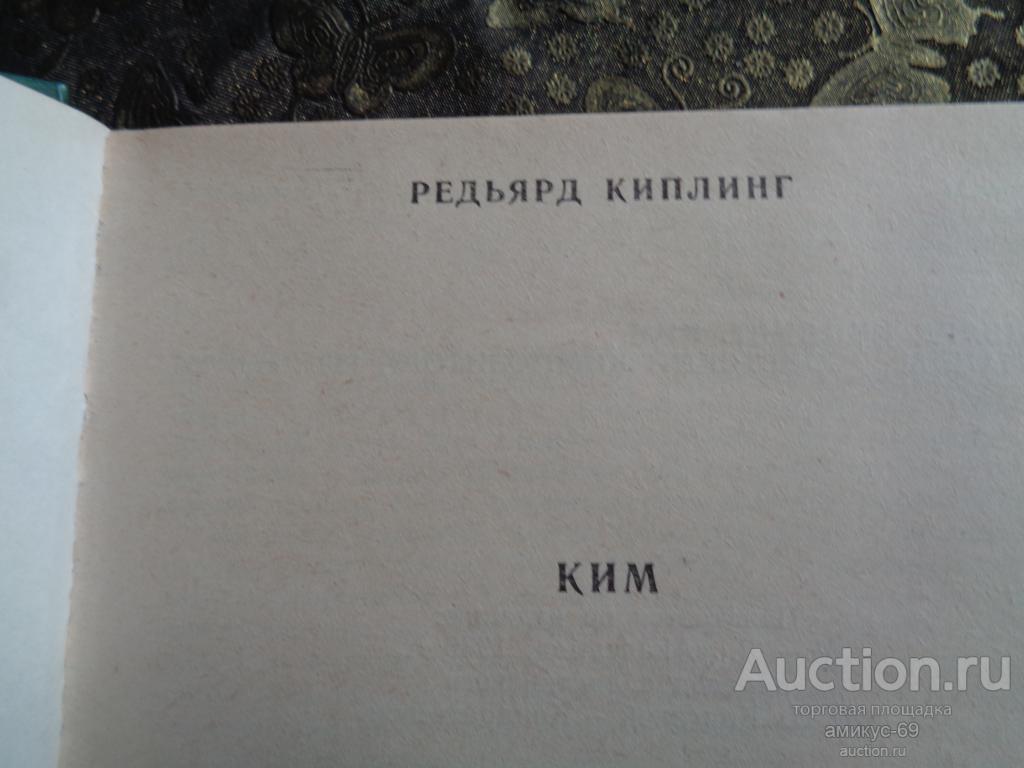 РЕДЬЯРД КИПЛИНГ
КИМ
Auction.ru
торговая площадка
амикус-69
auction.ru